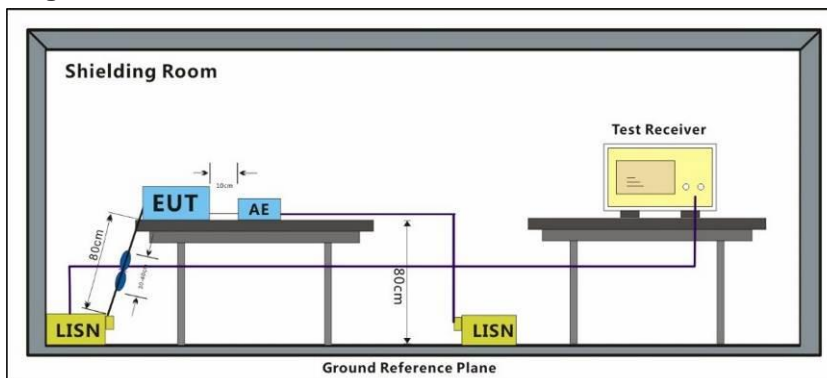 Shielding Room
Test Receiver
10cm
EUT
AE
80cm
80cm
LISN
LISN
Ground Reference Plane